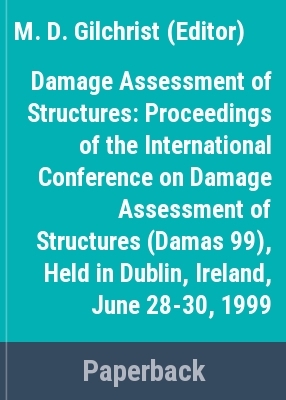 M. D. Gilchrist (Editor)
Damage Assessment of
Structures: Proceedings
of the International
Conference on Damage
Assessment of
Structures (Damas 99),
Held in Dublin, Ireland,
June 28-30, 1999
Paperback